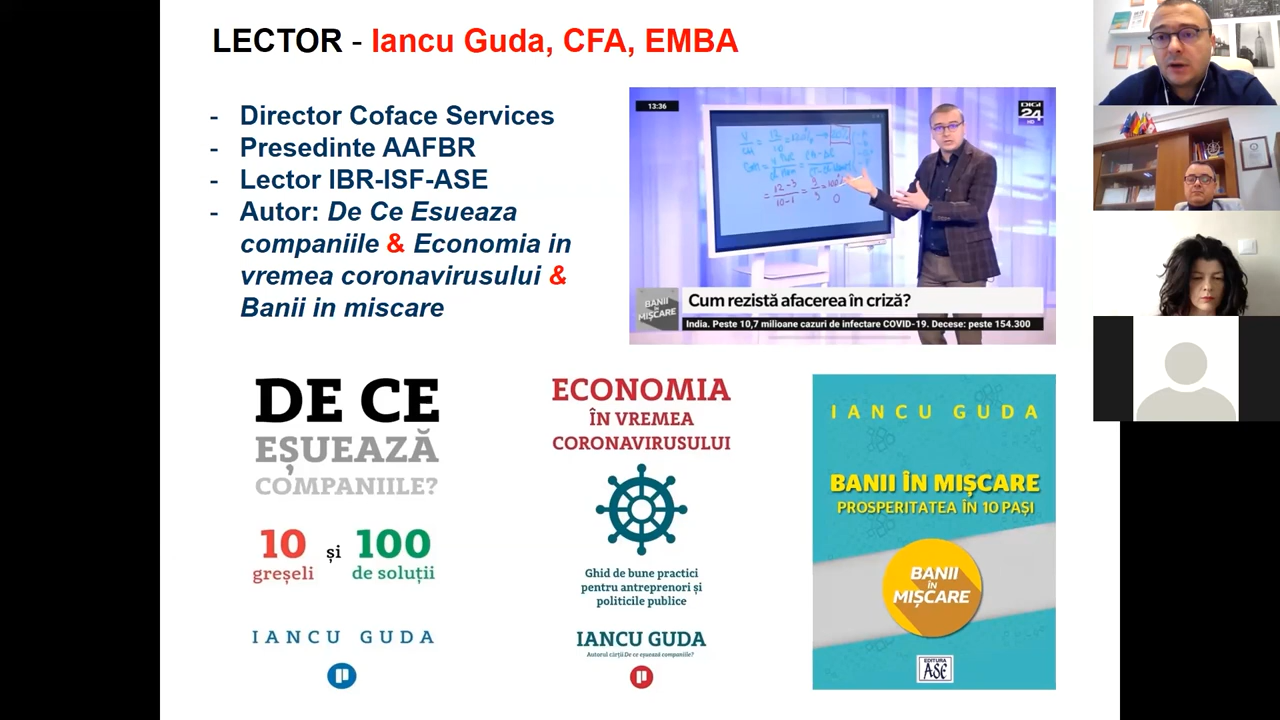 LECTOR - Iancu Guda, CFA, EMBA
- Director Coface Services
- Presedinte AAFBR
- Lector IBR-ISF-ASE
- Autor: De Ce Esueaza
companiile & Economia in
vremea coronavirusului &
Banii in miscare
13:36
DIGI
24
HD
BANII
ÎN
MIȘCARE
Cum rezistă afacerea în criză?
India. Peste 10,7 milioane cazuri de infectare COVID-19. Decese: peste 154.300
DE CE
EȘUEAZĂ
COMPANIILE?
10 și 100
greșeli de soluții
IANCU GUDA
ECONOMIA
ÎN VREMEA
CORONAVIRUSULUI
Ghid de bune practici
pentru antreprenori și
politicile publice
IANCU GUDA
Autorul cărții De ce eșuează companiile?
IANCU GUDA
BANII ÎN MIȘCARE
PROSPERITATEA ÎN 10 PAȘI
BANII
ÎN
MIȘCARE
EDITURA
ASE